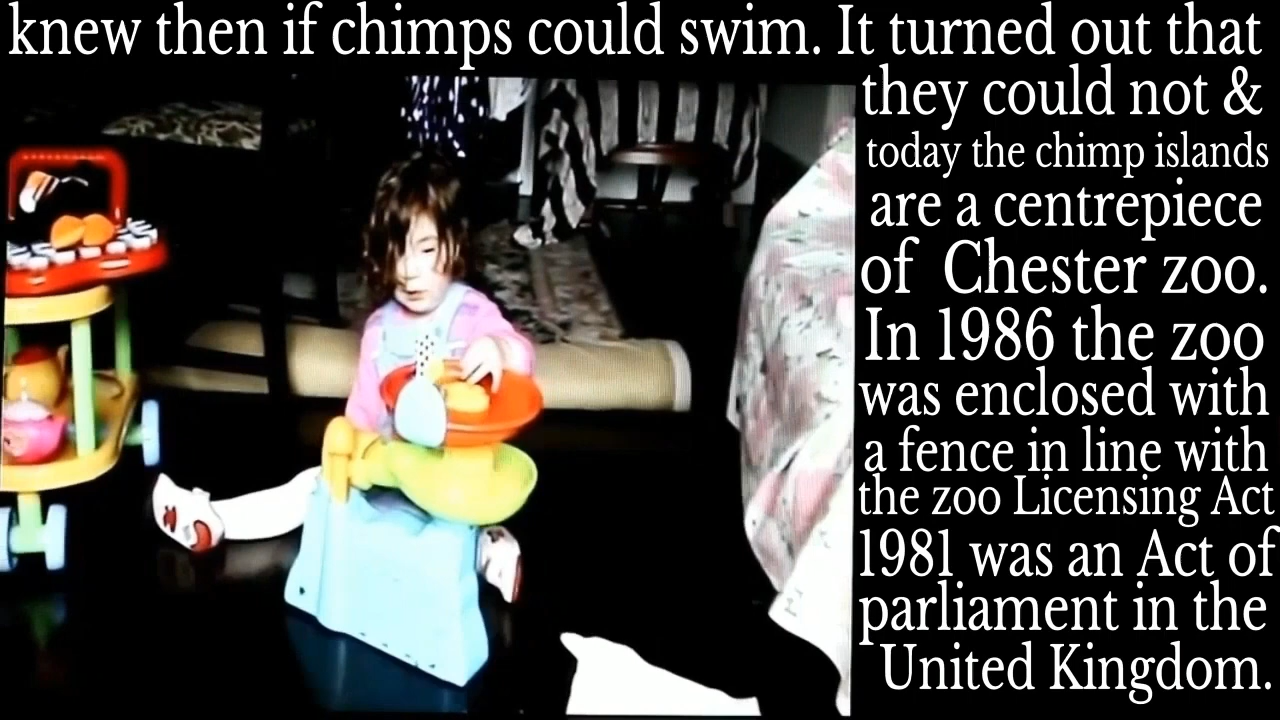 knew then if chimps could swim. It turned out that
they could not &
today the chimp islands
are a centrepiece
of Chester zoo.
In 1986 the zoo
was enclosed with
a fence in line with
the zoo Licensing Act
1981 was an Act of
parliament in the
United Kingdom.